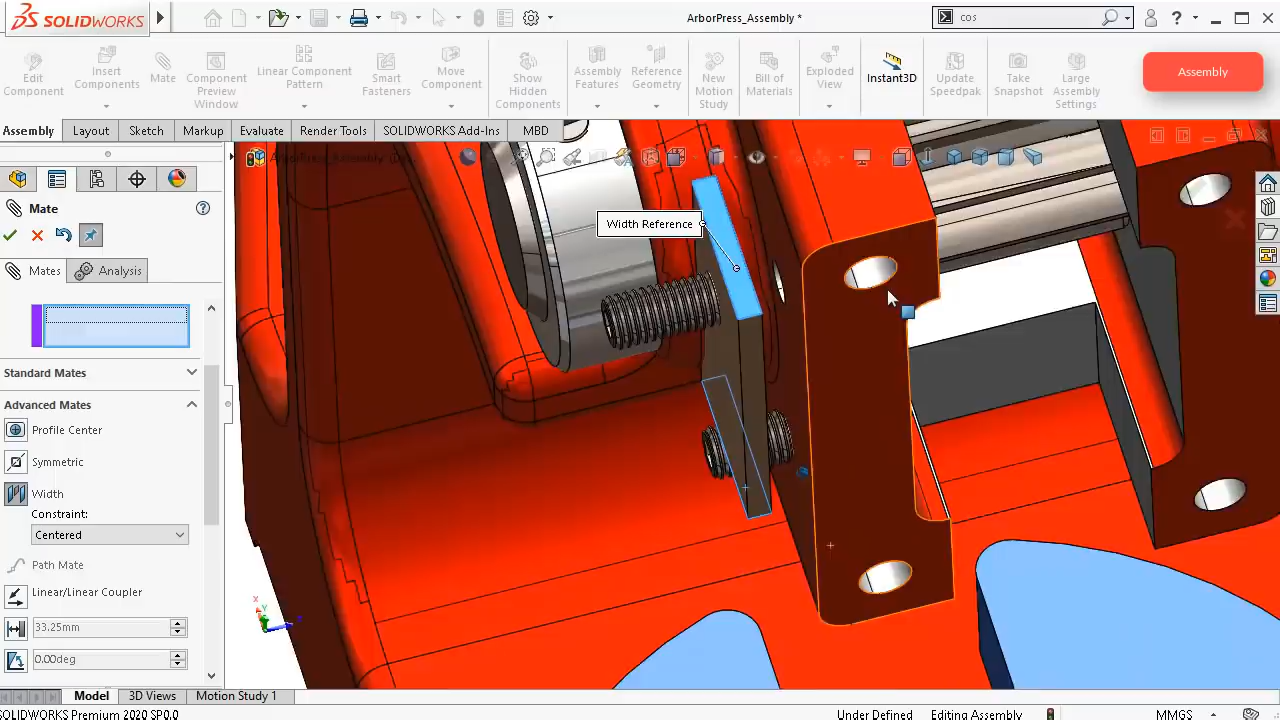 SOLIDWORKS
ArborPress_Assembly *
cos
Edit Component
Insert Components
Mate
Component Preview Window
Linear Component Pattern
Smart Fasteners
Move Component
Show Hidden Components
Assembly Features
Reference Geometry
New Motion Study
Bill of Materials
Exploded View
Instant3D
Update Speedpak
Take Snapshot
Large Assembly Settings
Assembly
Assembly
Layout
Sketch
Markup
Evaluate
Render Tools
SOLIDWORKS Add-Ins
MBD
ArborPress_Assembly
Mate
Mates
Analysis
Width Reference
Standard Mates
Advanced Mates
Profile Center
Symmetric
Width
Constraint:
Centered
Path Mate
Linear/Linear Coupler
33.25mm
0.00deg
Model
3D Views
Motion Study 1
SOLIDWORKS Premium 2020 SP0.0
Under Defined
Editing Assembly
MMGS